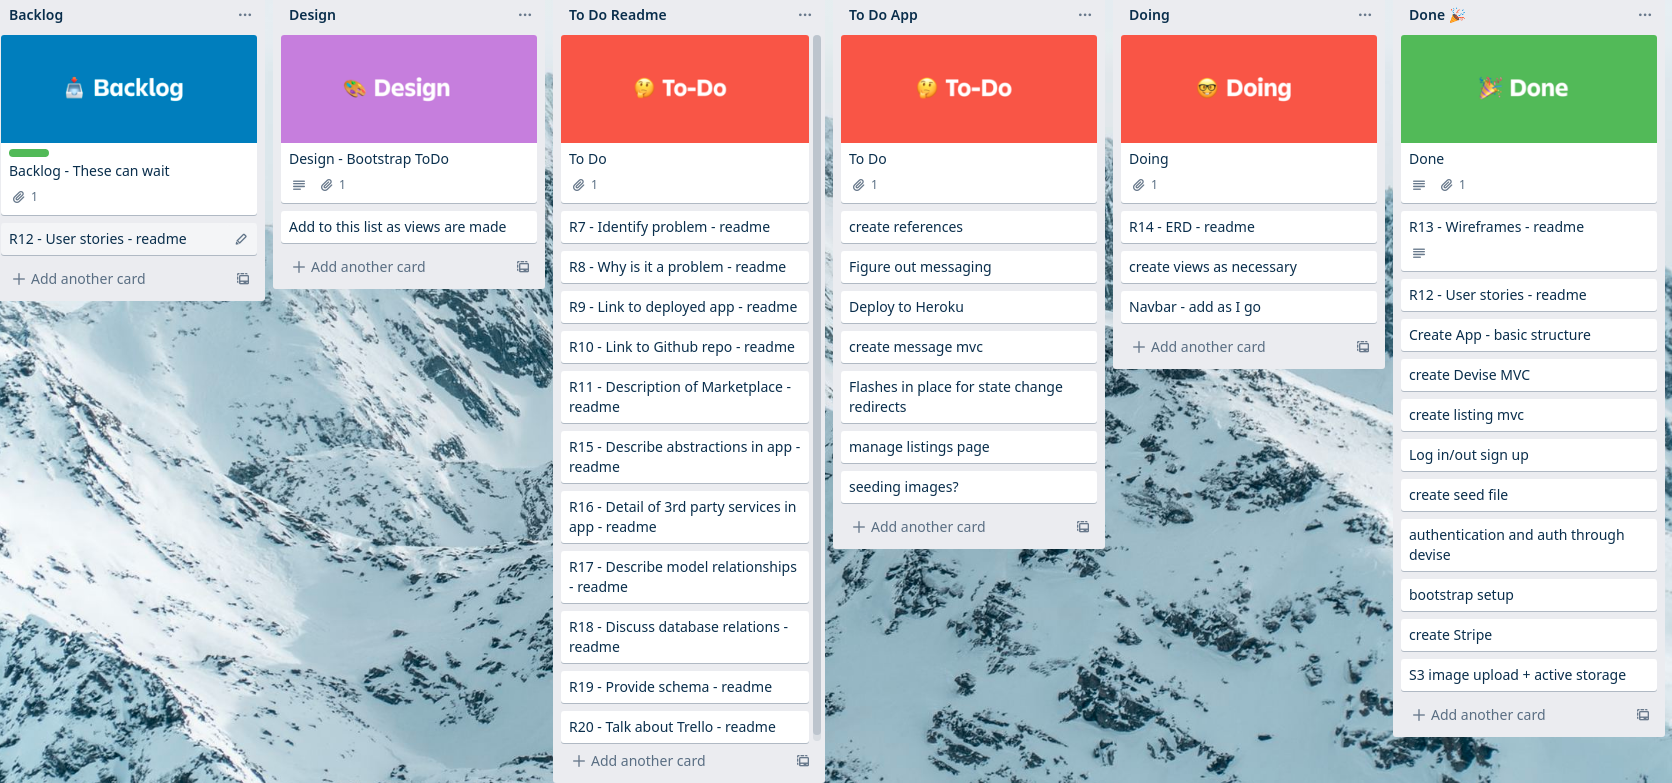 Backlog
Backlog
Backlog - These can wait
1
R12 - User stories - readme
Add another card
Design
Design
Design - Bootstrap ToDo
1
Add to this list as views are made
Add another card
To Do Readme
To-Do
To Do
1
R7 - Identify problem - readme
R8 - Why is it a problem - readme
R9 - Link to deployed app - readme
R10 - Link to Github repo - readme
R11 - Description of Marketplace -
readme
R15 - Describe abstractions in app -
readme
R16 - Detail of 3rd party services in
app - readme
R17 - Describe model relationships
- readme
R18 - Discuss database relations -
readme
R19 - Provide schema - readme
R20 - Talk about Trello - readme
Add another card
To Do App
To-Do
To Do
1
create references
Figure out messaging
Deploy to Heroku
create message mvc
Flashes in place for state change
redirects
manage listings page
seeding images?
Add another card
Doing
Doing
Doing
1
R14 - ERD - readme
create views as necessary
Navbar - add as I go
Add another card
Done 🎉
Done
Done
1
R13 - Wireframes - readme
R12 - User stories - readme
Create App - basic structure
create Devise MVC
create listing mvc
Log in/out sign up
create seed file
authentication and auth through
devise
bootstrap setup
create Stripe
S3 image upload + active storage
Add another card